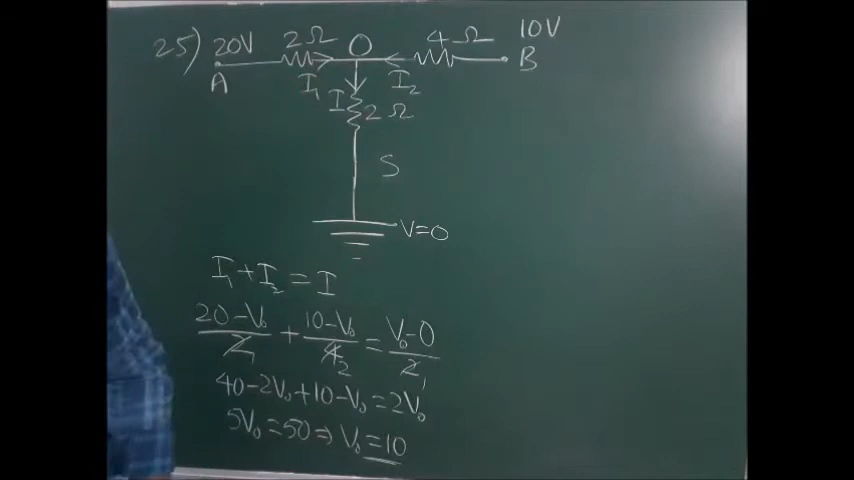 25) 20V 2Ω O 4Ω 10V
A I₁ I₂ B
I 2Ω
S
V=0
I₁+I₂=I
(20-V₀)/2 + (10-V₀)/4 = (V₀-0)/2
40-2V₀+10-V₀=2V₀
5V₀=50⇒V₀=10